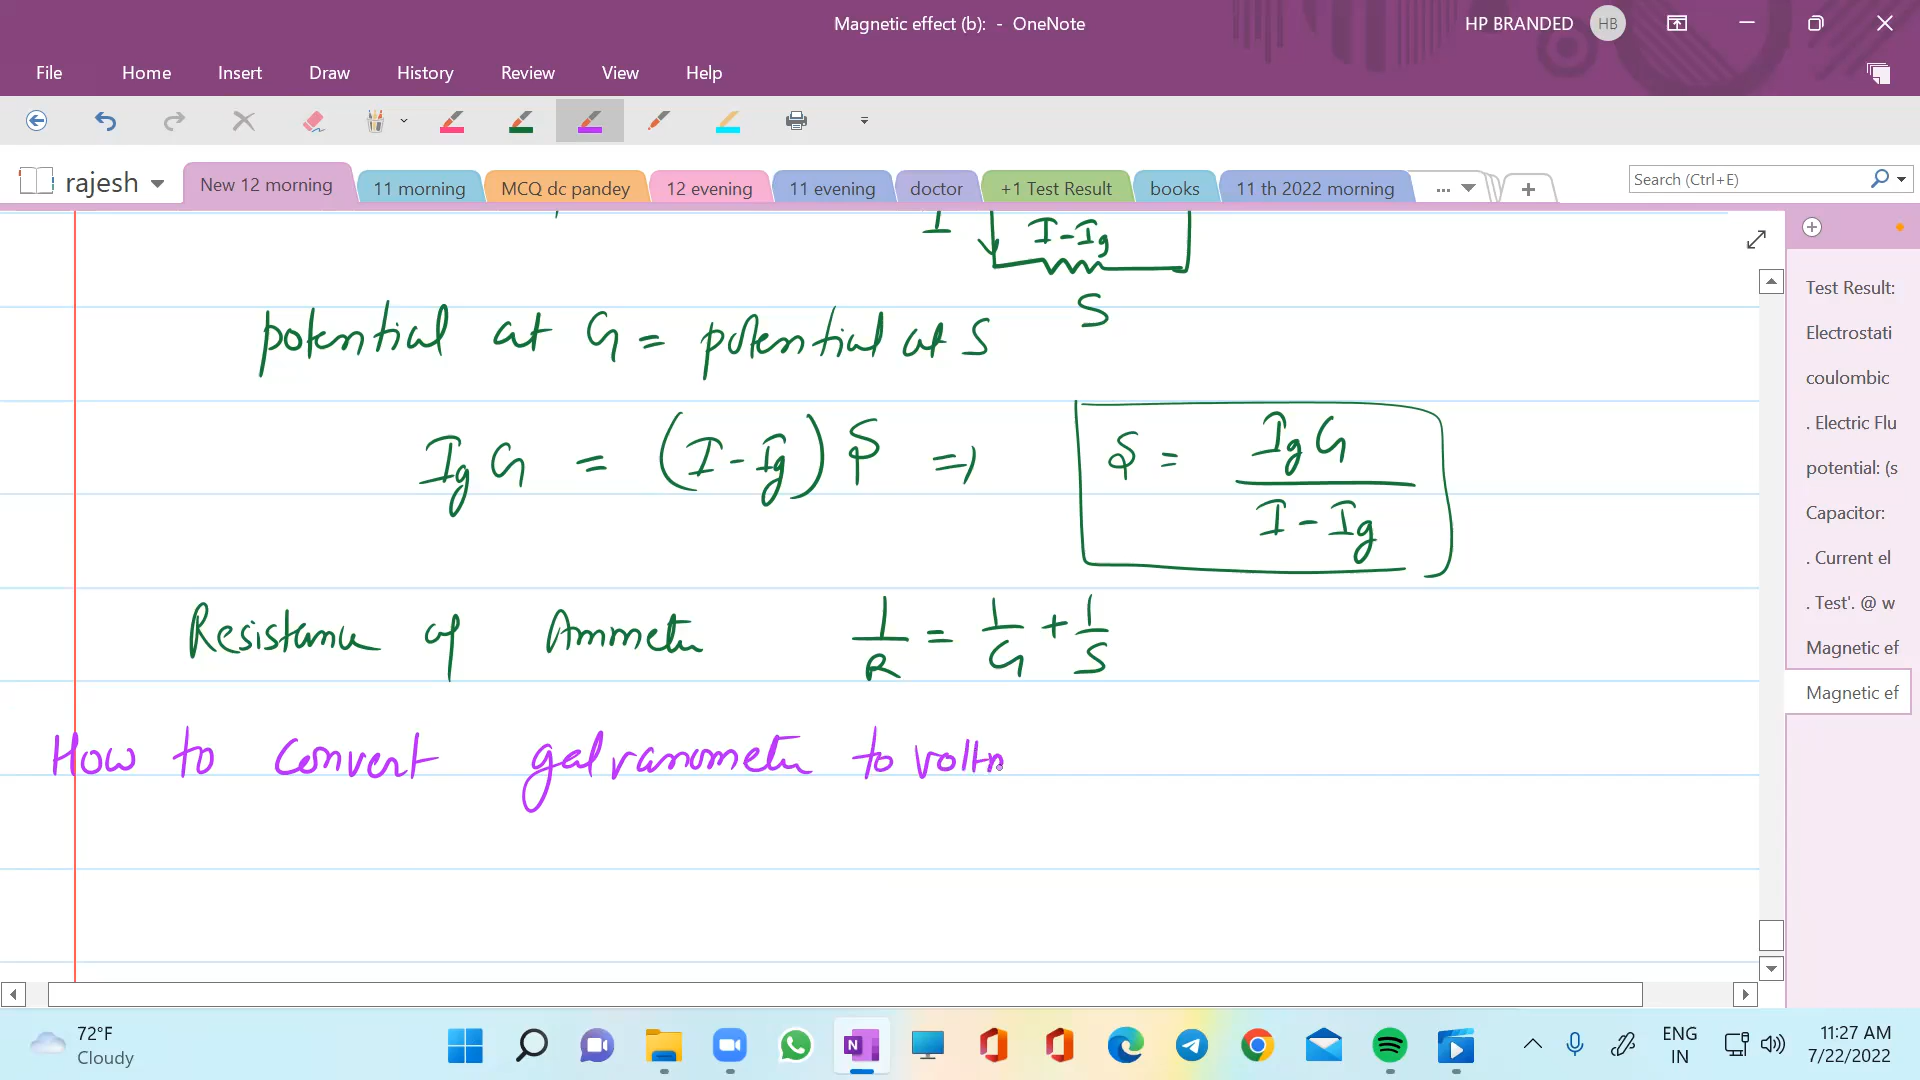 Magnetic effect (b): - OneNote
HP BRANDED HB
File Home Insert Draw History Review View Help
rajesh New 12 morning 11 morning MCQ dc pandey 12 evening 11 evening doctor +1 Test Result books 11 th 2022 morning ... + Search (Ctrl+E)
I I-Ig
S
potential at G = potential at S
Ig G = (I-Ig) S => S = Ig G / I-Ig
Resistance of Ammeter 1/R = 1/G + 1/S
How to convert galvanometer to voltm
Test Result:
Electrostati
coulombic
. Electric Flu
potential: (s
Capacitor:
. Current el
. Test'. @ w
Magnetic ef
Magnetic ef
72°F
Cloudy
ENG
IN
11:27 AM
7/22/2022